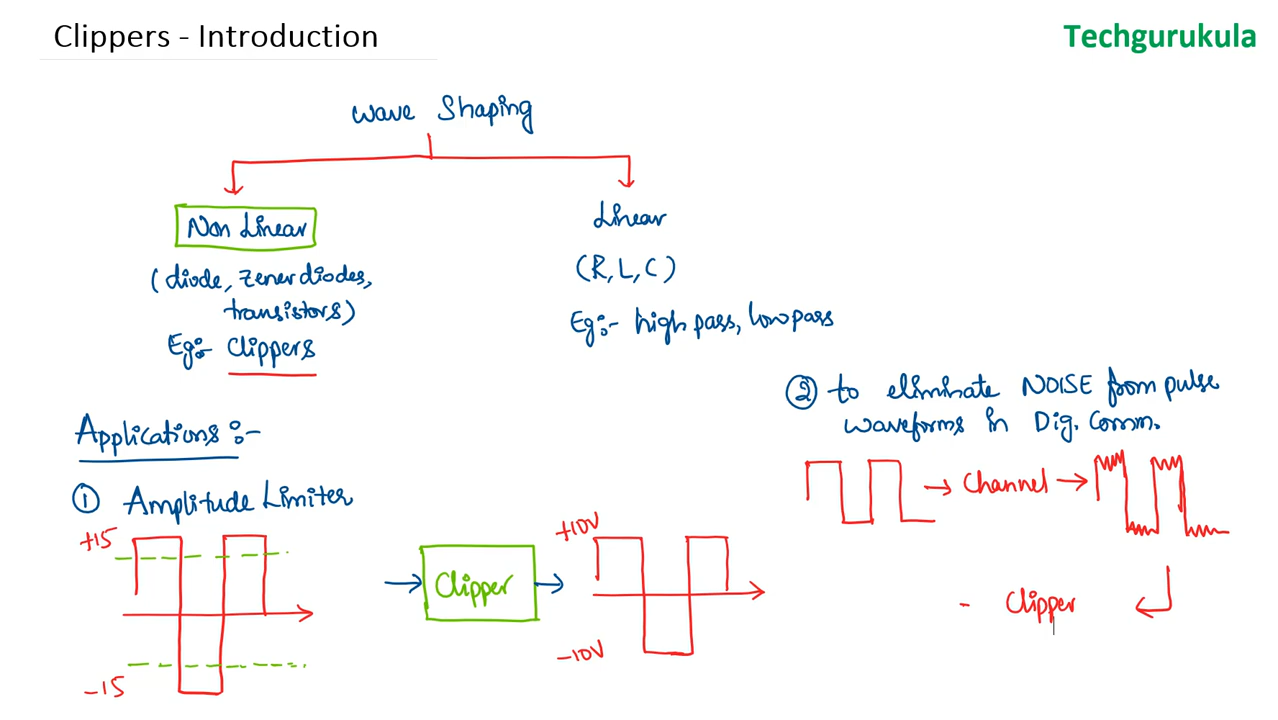 Clippers - Introduction
Techgurukula
Wave Shaping
Non Linear
(diode, Zener diodes,
transistors)
Eg:- Clippers
Linear
(R, L, C)
Eg:- high pass, low pass
Applications :-
① Amplitude Limiter
+15
-15
Clipper
+10V
-10V
② to eliminate NOISE from pulse
waveforms in Dig. Comm.
→ Channel →
- Clipper